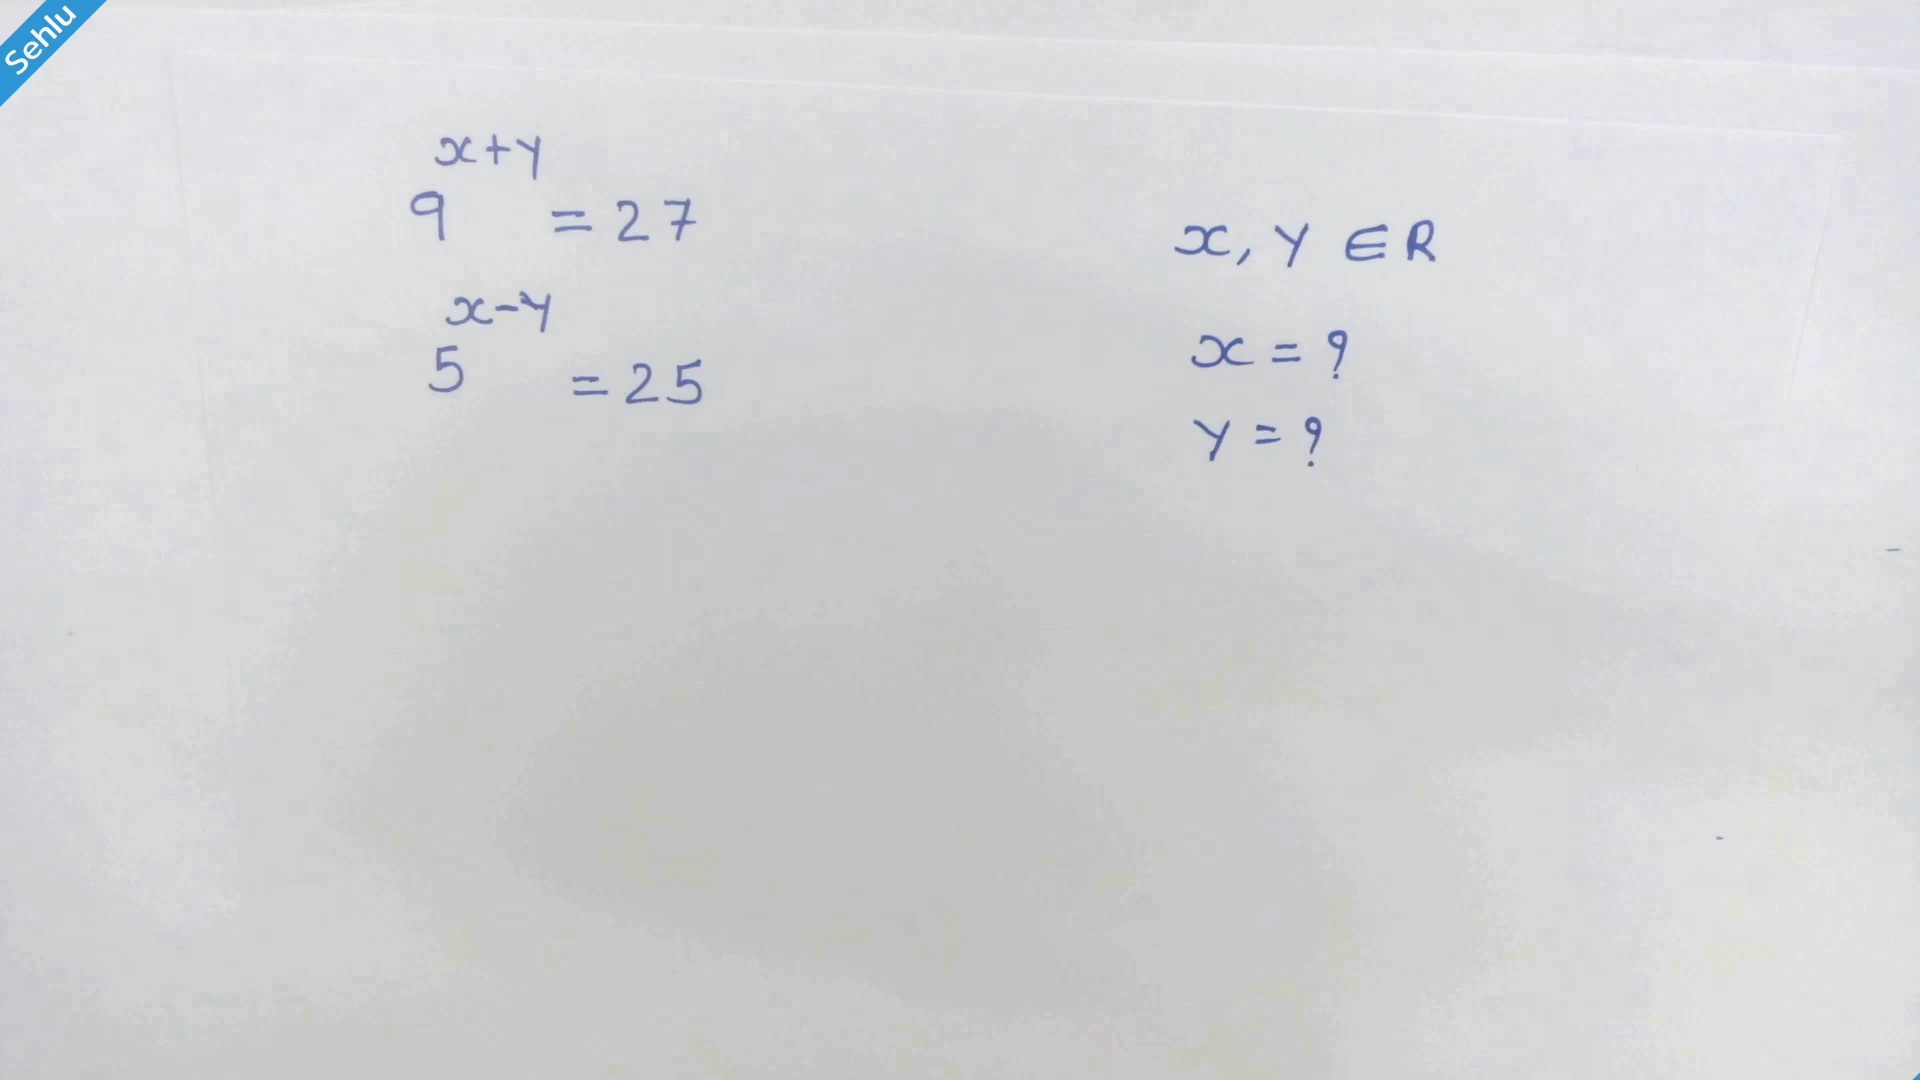 Sehlu
9^{x+y} = 27
5^{x-y} = 25
x, y ∈ R
x = ?
y = ?